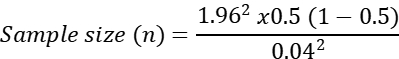 Sample size (n) = 1.96² x0.5 (1 − 0.5) / 0.04²